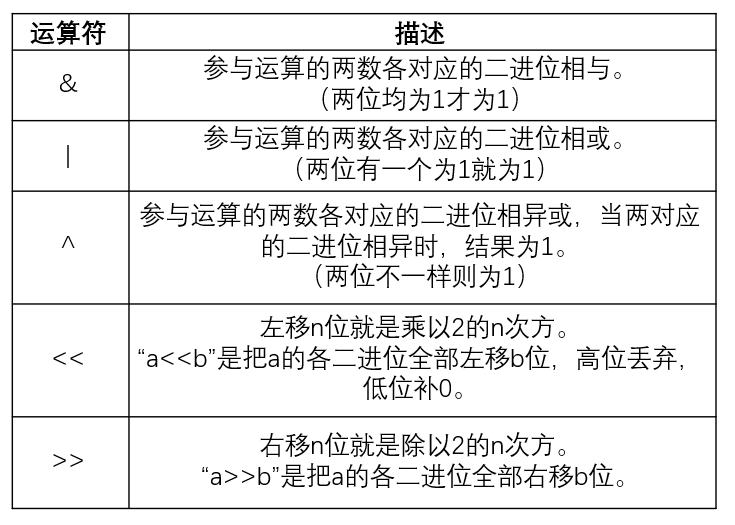 运算符 描述
& 参与运算的两数各对应的二进位相与。
（两位均为1才为1）
| 参与运算的两数各对应的二进位相或。
（两位有一个为1就为1）
^ 参与运算的两数各对应的二进位相异或，当两对应
的二进位相异时，结果为1。
（两位不一样则为1）
<< 左移n位就是乘以2的n次方。
“a<<b”是把a的各二进位全部左移b位，高位丢弃，
低位补0。
>> 右移n位就是除以2的n次方。
“a>>b”是把a的各二进位全部右移b位。